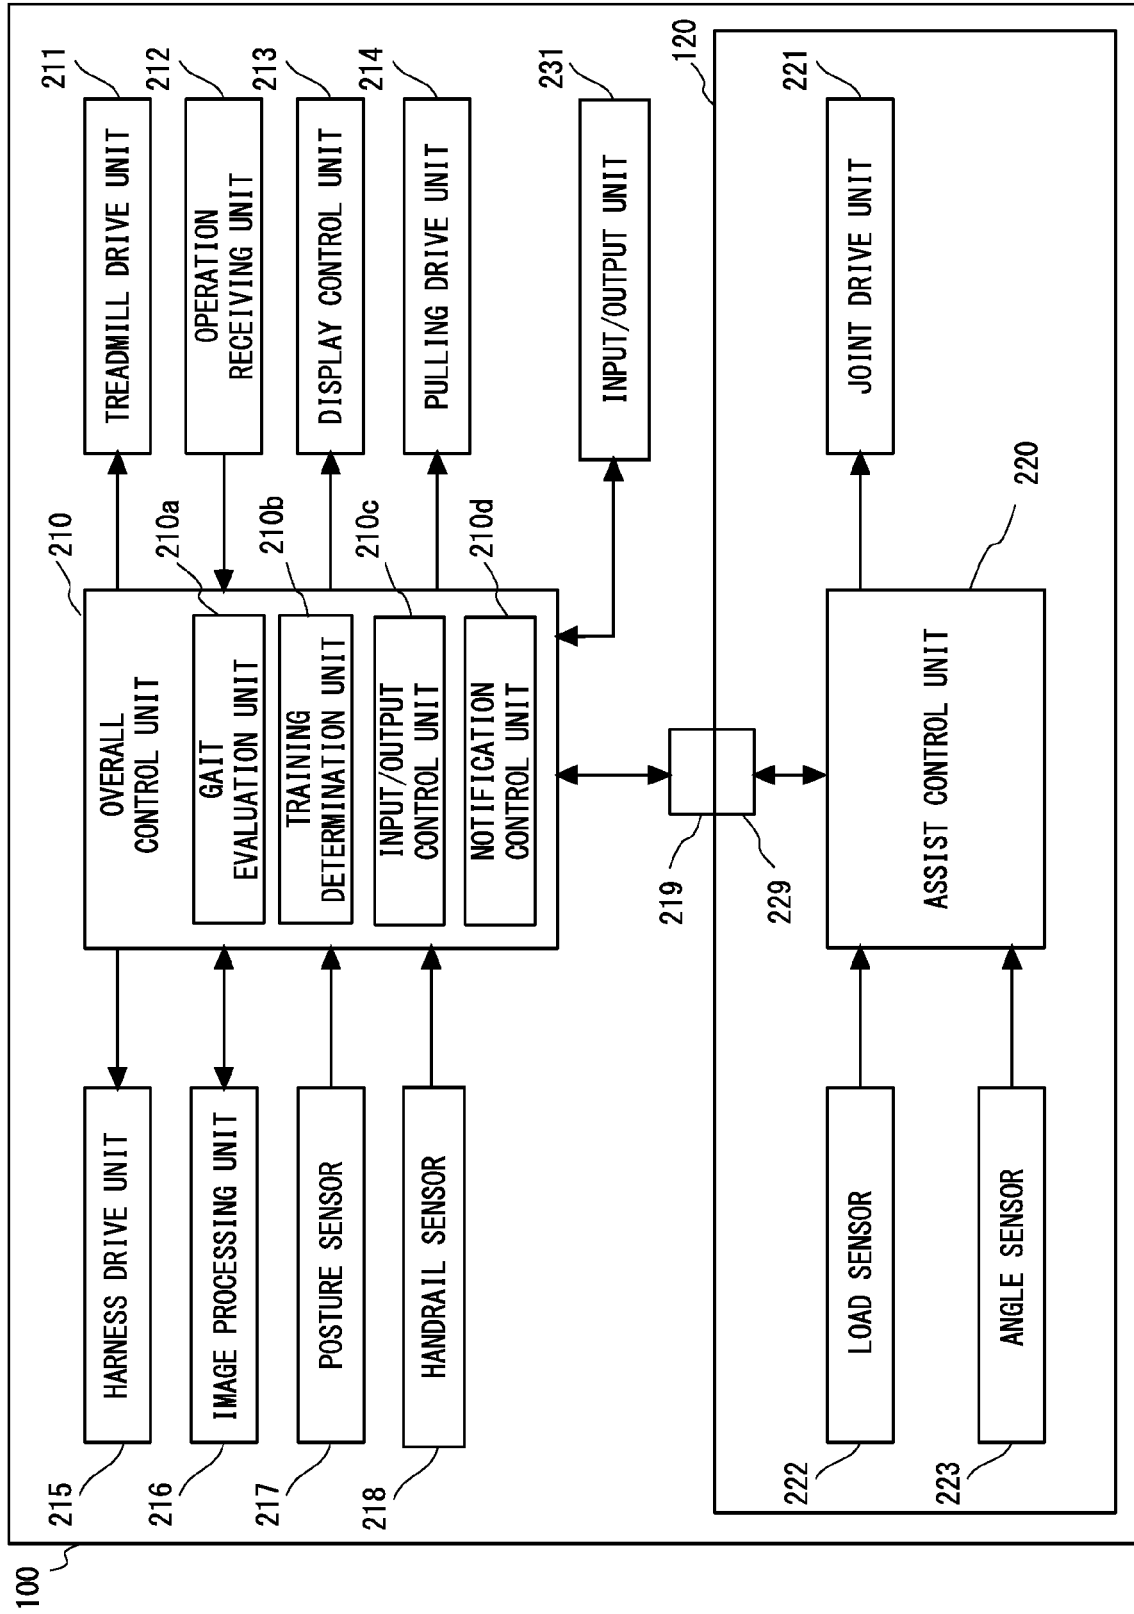 100
215
HARNESS DRIVE UNIT
216
IMAGE PROCESSING UNIT
217
POSTURE SENSOR
218
HANDRAIL SENSOR
210
OVERALL
CONTROL UNIT
210a
GAIT
EVALUATION UNIT
210b
TRAINING
DETERMINATION UNIT
210c
INPUT/OUTPUT
CONTROL UNIT
210d
NOTIFICATION
CONTROL UNIT
211
TREADMILL DRIVE UNIT
212
OPERATION
RECEIVING UNIT
213
DISPLAY CONTROL UNIT
214
PULLING DRIVE UNIT
231
INPUT/OUTPUT UNIT
219
229
120
222
LOAD SENSOR
223
ANGLE SENSOR
220
ASSIST CONTROL UNIT
221
JOINT DRIVE UNIT